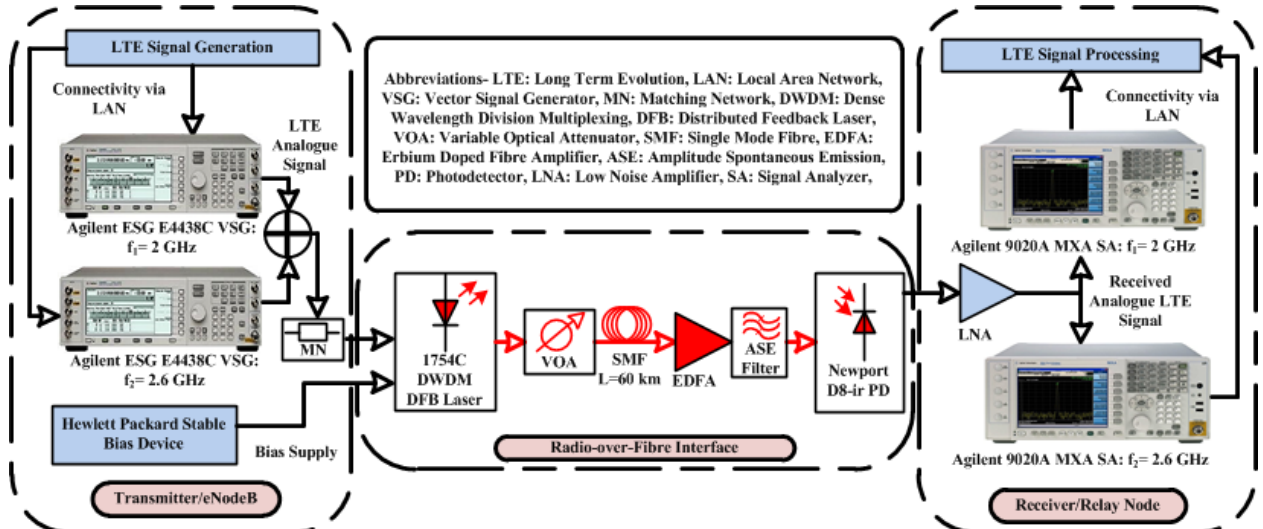 LTE Signal Generation
Connectivity via
LAN
LTE
Analogue
Signal
Agilent ESG E4438C VSG:
f1= 2 GHz
Agilent ESG E4438C VSG:
f2= 2.6 GHz
MN
Hewlett Packard Stable
Bias Device
Bias Supply
Transmitter/eNodeB
Abbreviations- LTE: Long Term Evolution, LAN: Local Area Network,
VSG: Vector Signal Generator, MN: Matching Network, DWDM: Dense
Wavelength Division Multiplexing, DFB: Distributed Feedback Laser,
VOA: Variable Optical Attenuator, SMF: Single Mode Fibre, EDFA:
Erbium Doped Fibre Amplifier, ASE: Amplitude Spontaneous Emission,
PD: Photodetector, LNA: Low Noise Amplifier, SA: Signal Analyzer,
1754C
DWDM
DFB Laser
VOA
SMF
L=60 km
EDFA
ASE
Filter
Newport
D8-ir PD
Radio-over-Fibre Interface
LTE Signal Processing
Connectivity via
LAN
Agilent 9020A MXA SA: f1= 2 GHz
LNA
Received
Analogue LTE
Signal
Agilent 9020A MXA SA: f2= 2.6 GHz
Receiver/Relay Node